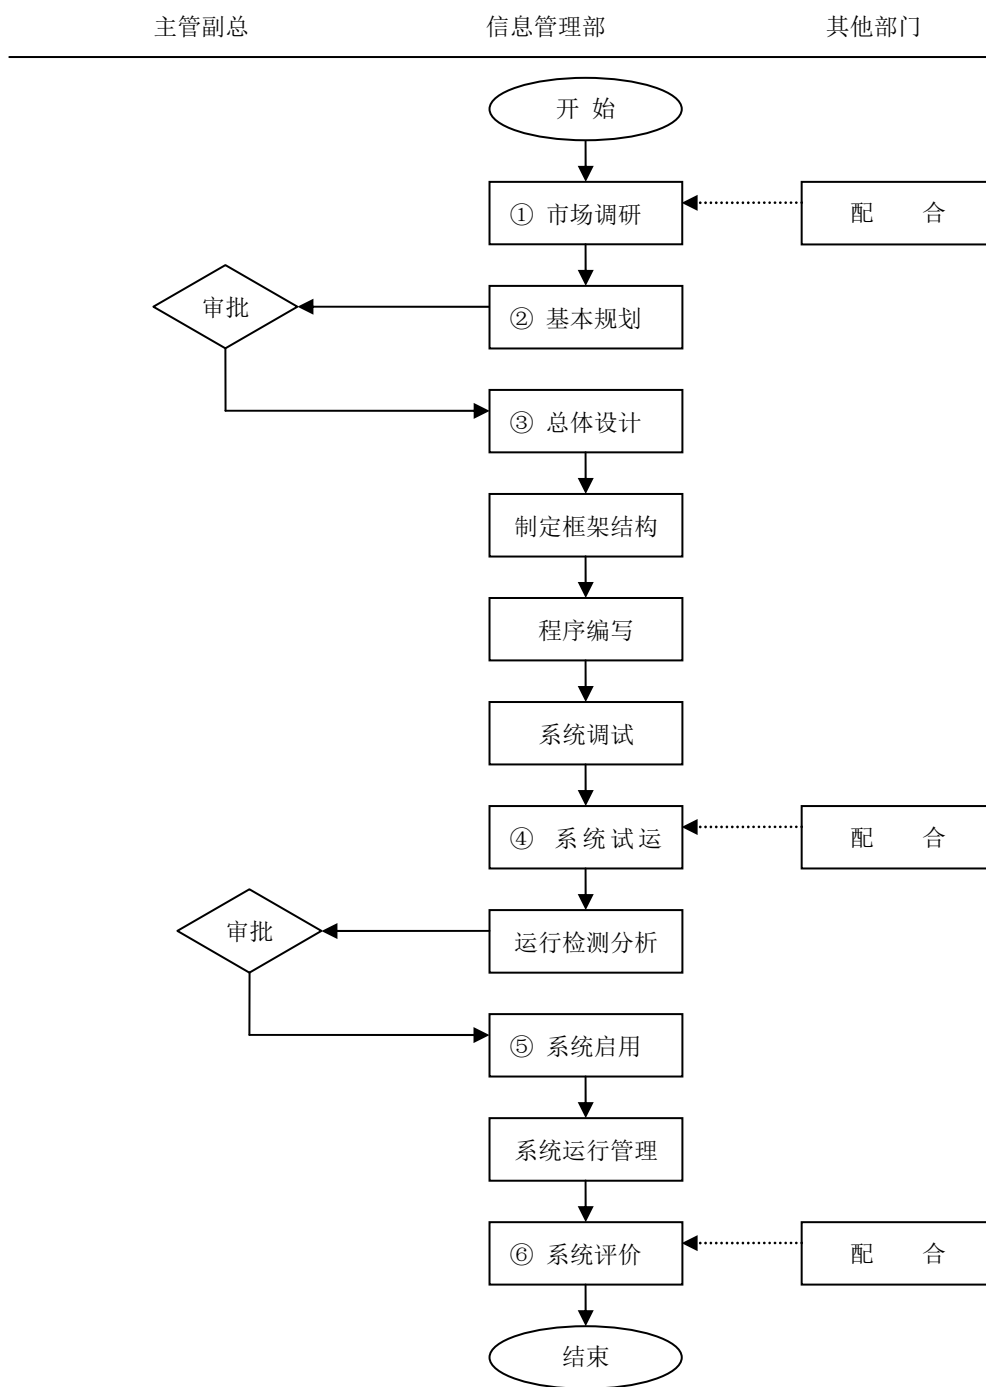 主管副总 信息管理部 其他部门
开 始
① 市场调研 配 合
审批 ② 基本规划
③ 总体设计
制定框架结构
程序编写
系统调试
④ 系统试运 配 合
审批 运行检测分析
⑤ 系统启用
系统运行管理
⑥ 系统评价 配 合
结束